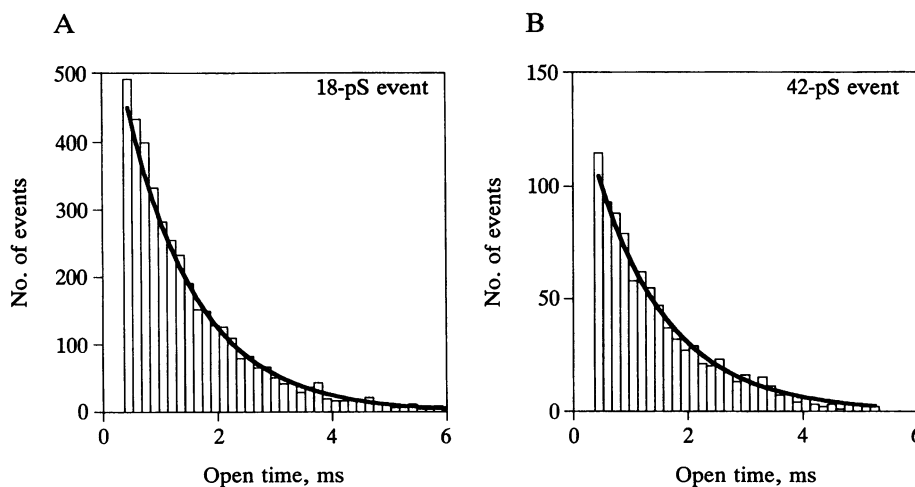 A
500
400
300
200
100
0
No. of events
18-pS event
0 2 4 6
Open time, ms
B
150
100
50
0
No. of events
42-pS event
0 2 4 6
Open time, ms